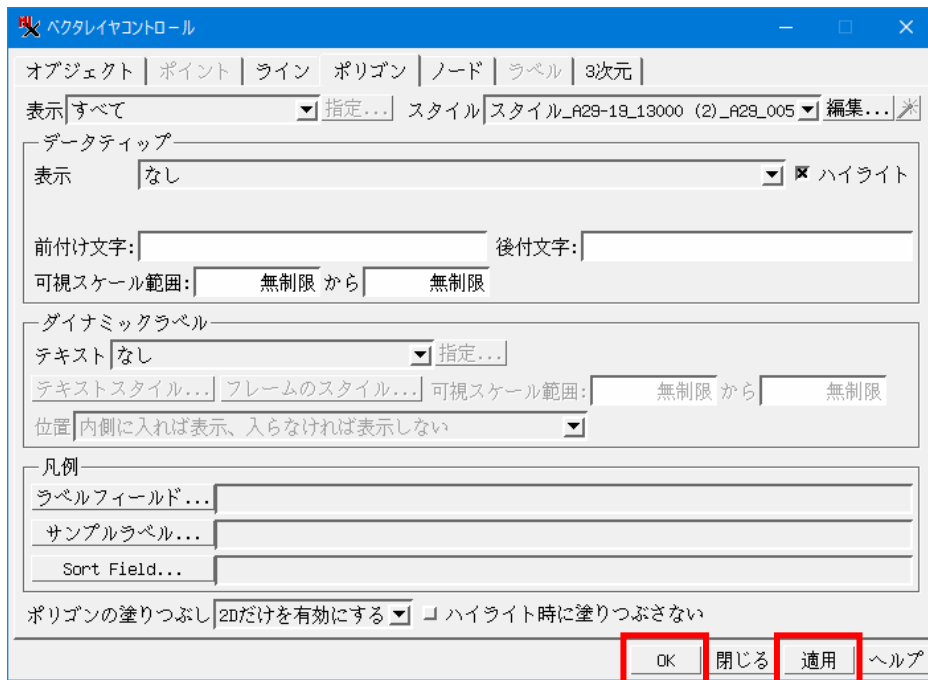 ベクタレイヤコントロール
オブジェクト ポイント ライン ポリゴン ノード ラベル 3次元
表示 すべて 指定... スタイル スタイル_A29-19_13000 (2)_A29_005 編集...
データティップ
表示 なし ハイライト
前付け文字: 後付文字:
可視スケール範囲: 無制限 から 無制限
ダイナミックラベル
テキスト なし 指定...
テキストスタイル... フレームのスタイル... 可視スケール範囲: 無制限 から 無制限
位置 内側に入れば表示、入らなければ表示しない
凡例
ラベルフィールド...
サンプルラベル...
Sort Field...
ポリゴンの塗りつぶし 2Dだけを有効にする ハイライト時に塗りつぶさない
OK 閉じる 適用 ヘルプ